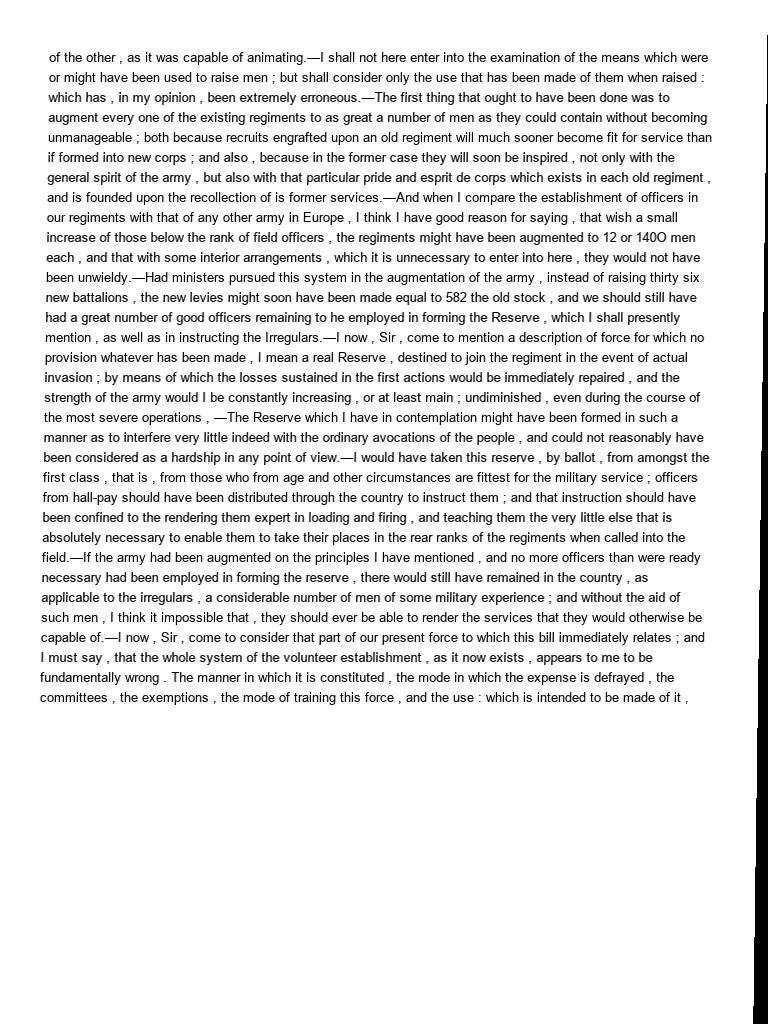 of the other , as it was capable of animating.—I shall not here enter into the examination of the means which were
or might have been used to raise men ; but shall consider only the use that has been made of them when raised :
which has , in my opinion , been extremely erroneous.—The first thing that ought to have been done was to
augment every one of the existing regiments to as great a number of men as they could contain without becoming
unmanageable ; both because recruits engrafted upon an old regiment will much sooner become fit for service than
if formed into new corps ; and also , because in the former case they will soon be inspired , not only with the
general spirit of the army , but also with that particular pride and esprit de corps which exists in each old regiment ,
and is founded upon the recollection of is former services.—And when I compare the establishment of officers in
our regiments with that of any other army in Europe , I think I have good reason for saying , that wish a small
increase of those below the rank of field officers , the regiments might have been augmented to 12 or 140O men
each , and that with some interior arrangements , which it is unnecessary to enter into here , they would not have
been unwieldy.—Had ministers pursued this system in the augmentation of the army , instead of raising thirty six
new battalions , the new levies might soon have been made equal to 582 the old stock , and we should still have
had a great number of good officers remaining to he employed in forming the Reserve , which I shall presently
mention , as well as in instructing the Irregulars.—I now , Sir , come to mention a description of force for which no
provision whatever has been made , I mean a real Reserve , destined to join the regiment in the event of actual
invasion ; by means of which the losses sustained in the first actions would be immediately repaired , and the
strength of the army would I be constantly increasing , or at least main ; undiminished , even during the course of
the most severe operations , —The Reserve which I have in contemplation might have been formed in such a
manner as to interfere very little indeed with the ordinary avocations of the people , and could not reasonably have
been considered as a hardship in any point of view.—I would have taken this reserve , by ballot , from amongst the
first class , that is , from those who from age and other circumstances are fittest for the military service ; officers
from hall-pay should have been distributed through the country to instruct them ; and that instruction should have
been confined to the rendering them expert in loading and firing , and teaching them the very little else that is
absolutely necessary to enable them to take their places in the rear ranks of the regiments when called into the
field.—If the army had been augmented on the principles I have mentioned , and no more officers than were ready
necessary had been employed in forming the reserve , there would still have remained in the country , as
applicable to the irregulars , a considerable number of men of some military experience ; and without the aid of
such men , I think it impossible that , they should ever be able to render the services that they would otherwise be
capable of.—I now , Sir , come to consider that part of our present force to which this bill immediately relates ; and
I must say , that the whole system of the volunteer establishment , as it now exists , appears to me to be
fundamentally wrong . The manner in which it is constituted , the mode in which the expense is defrayed , the
committees , the exemptions , the mode of training this force , and the use : which is intended to be made of it ,